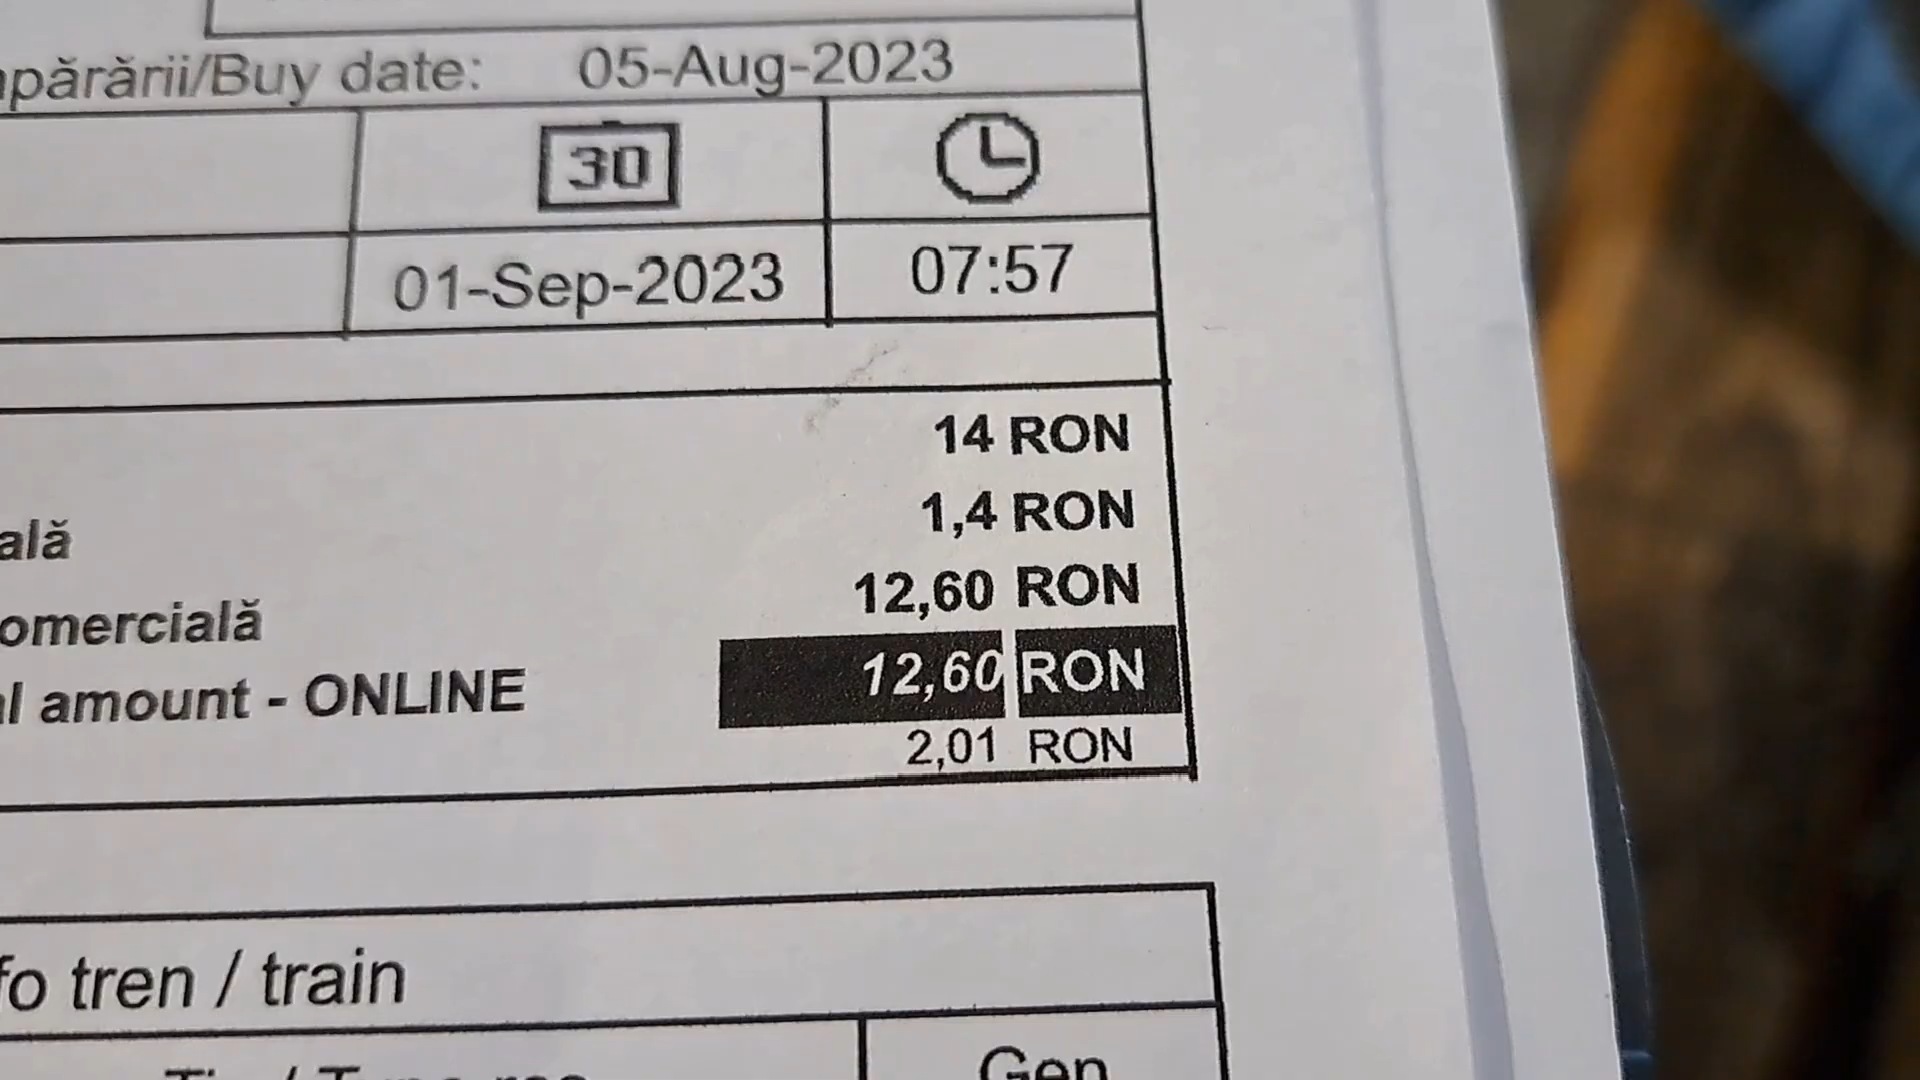 părării/Buy date: 05-Aug-2023
30
01-Sep-2023 07:57
14 RON
ală 1,4 RON
omercială 12,60 RON
l amount - ONLINE 12,60 RON
2,01 RON
fo tren / train
Gen